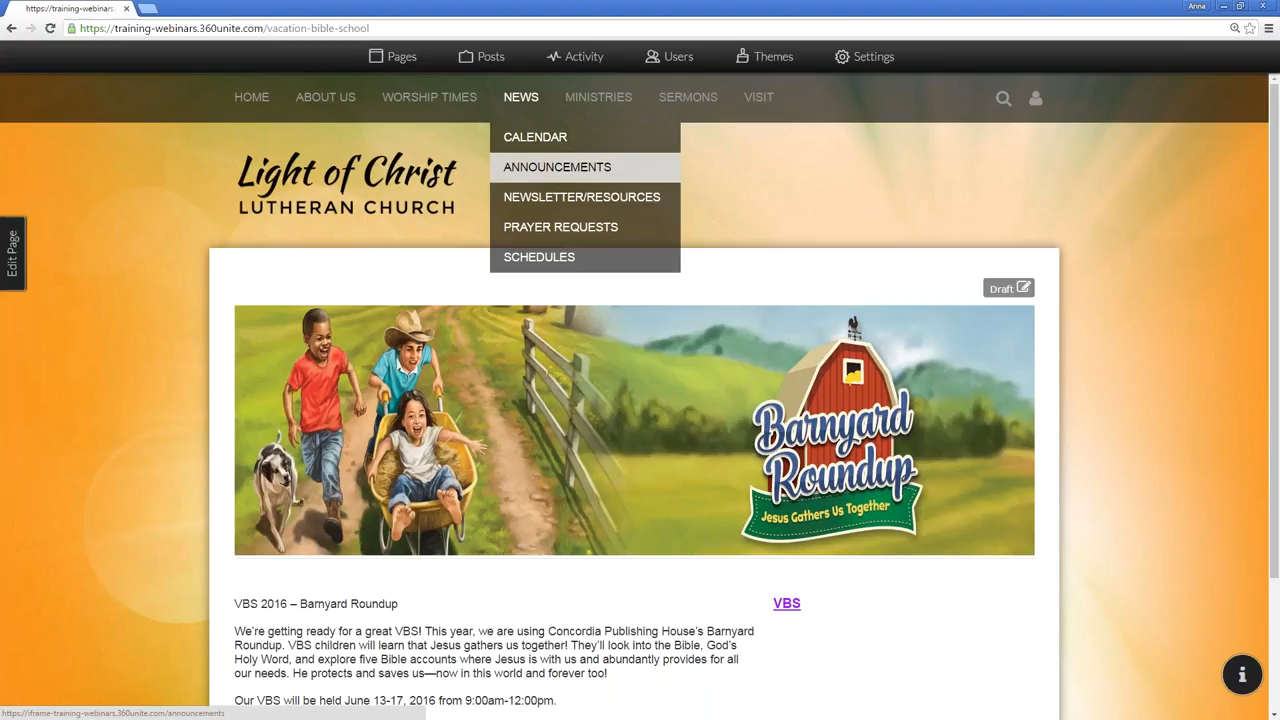 https://training-webinars.
Anna
https://training-webinars.360unite.com/vacation-bible-school
Pages Posts Activity Users Themes Settings
HOME ABOUT US WORSHIP TIMES NEWS MINISTRIES SERMONS VISIT
CALENDAR
ANNOUNCEMENTS
NEWSLETTER/RESOURCES
PRAYER REQUESTS
SCHEDULES
Light of Christ
LUTHERAN CHURCH
Edit Page
Draft
Barnyard
Roundup
Jesus Gathers Us Together
VBS 2016 – Barnyard Roundup
VBS
We're getting ready for a great VBS! This year, we are using Concordia Publishing House's Barnyard
Roundup. VBS children will learn that Jesus gathers us together! They'll look into the Bible, God's
Holy Word, and explore five Bible accounts where Jesus is with us and abundantly provides for all
our needs. He protects and saves us—now in this world and forever too!
Our VBS will be held June 13-17, 2016 from 9:00am-12:00pm.
https://iframe-training-webinars.360unite.com/announcements